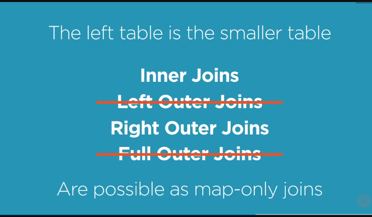 The left table is the smaller table
Inner Joins
Left Outer Joins
Right Outer Joins
Full Outer Joins
Are possible as map-only joins